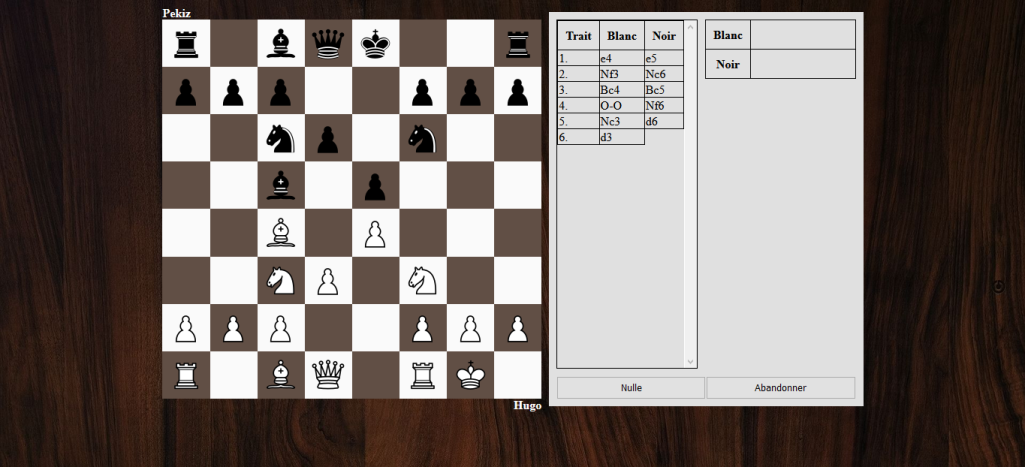 Pekiz
Trait Blanc Noir
1. e4 e5
2. Nf3 Nc6
3. Bc4 Bc5
4. O-O Nf6
5. Nc3 d6
6. d3
Blanc
Noir
Nulle Abandonner
Hugo